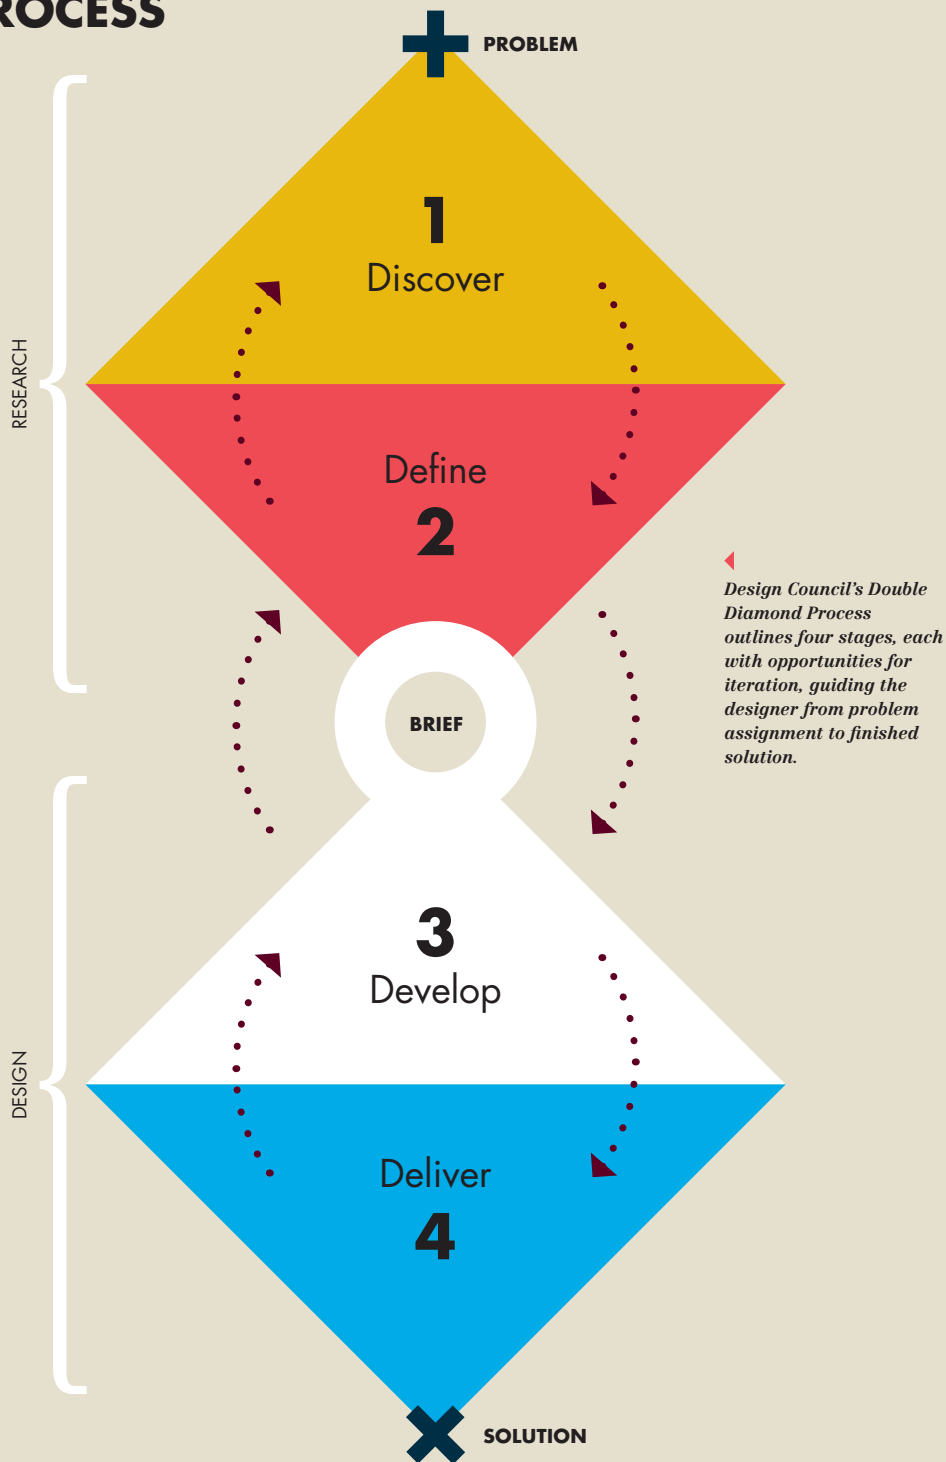 ROCESS
PROBLEM
1
Discover
RESEARCH
Define
2
Design Council's Double
Diamond Process
outlines four stages, each
with opportunities for
iteration, guiding the
designer from problem
assignment to finished
solution.
BRIEF
3
Develop
DESIGN
Deliver
4
SOLUTION